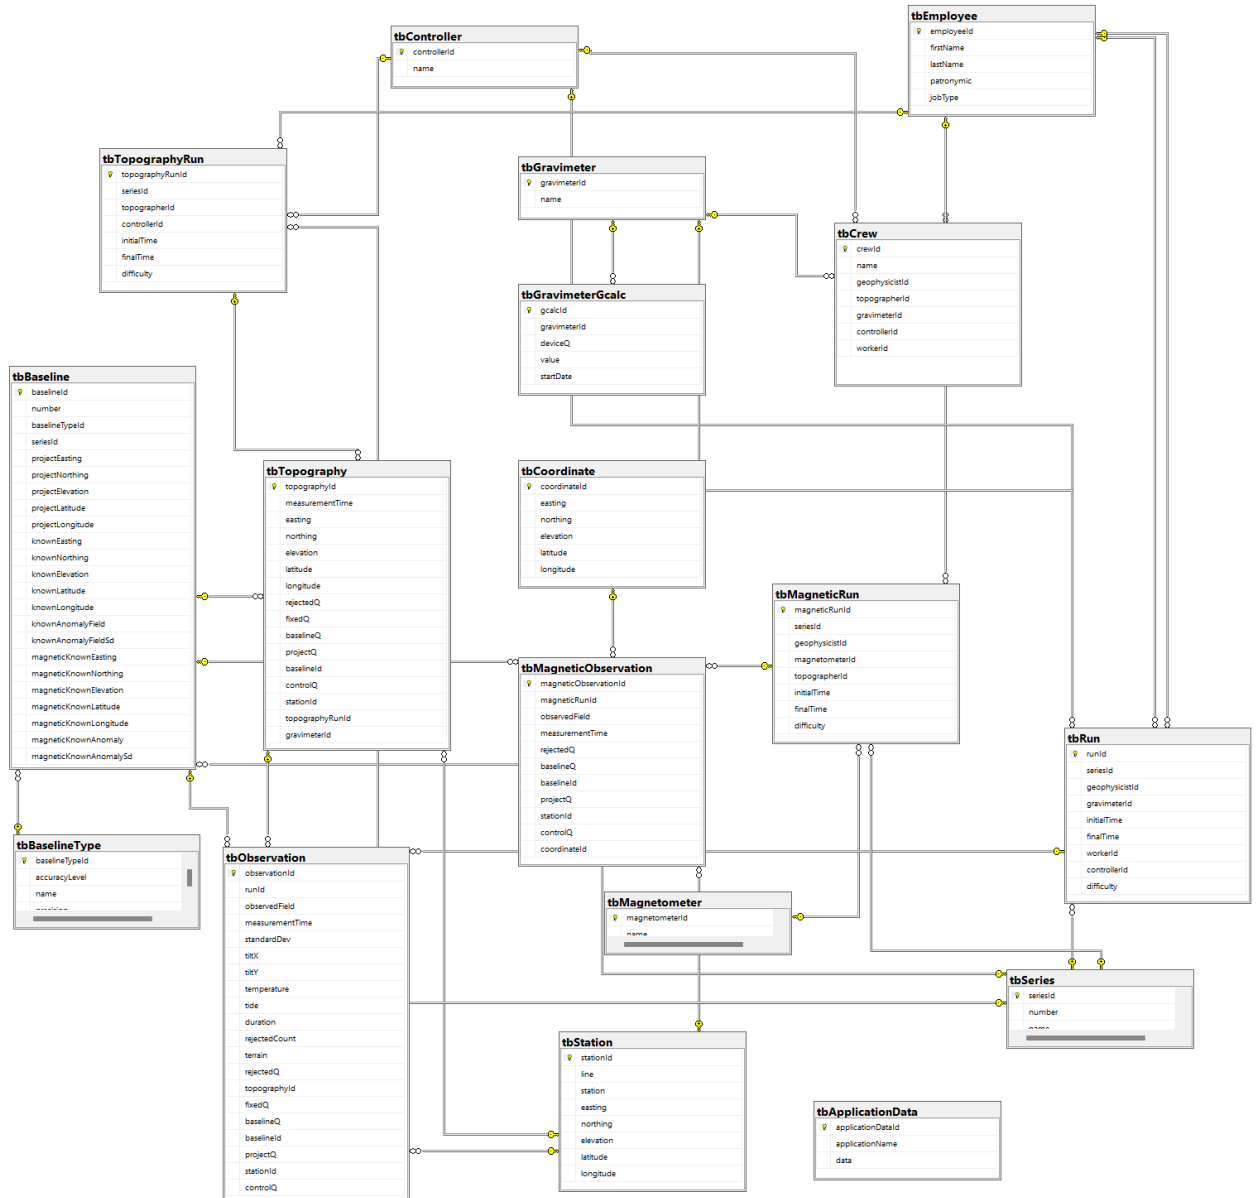 tbEmployee
employeeId
firstName
lastName
patronymic
jobType
tbController
controllerId
name
tbTopographyRun
topographyRunId
seriesId
topographerId
controllerId
initialTime
finalTime
difficulty
tbGravimeter
gravimeterId
name
tbCrew
crewId
name
geophysicistId
topographerId
gravimeterId
controllerId
workerId
tbGravimeterGcalc
gcalcId
gravimeterId
deviceQ
value
startDate
tbBaseline
baselineId
number
baselineTypeId
seriesId
projectEasting
projectNorthing
projectElevation
projectLatitude
projectLongitude
knownEasting
knownNorthing
knownElevation
knownLatitude
knownLongitude
knownAnomalyField
knownAnomalyFieldSd
magneticKnownEasting
magneticKnownNorthing
magneticKnownElevation
magneticKnownLatitude
magneticKnownLongitude
magneticKnownAnomaly
magneticKnownAnomalySd
tbTopography
topographyId
measurementTime
easting
northing
elevation
latitude
longitude
rejectedQ
fixedQ
baselineQ
projectQ
baselineId
controlQ
stationId
topographyRunId
gravimeterId
tbCoordinate
coordinateId
easting
northing
elevation
latitude
longitude
tbMagneticRun
magneticRunId
seriesId
geophysicistId
magnetometerId
topographerId
initialTime
finalTime
difficulty
tbMagneticObservation
magneticObservationId
magneticRunId
observedField
measurementTime
rejectedQ
baselineQ
baselineId
projectQ
stationId
controlQ
coordinateId
tbRun
runId
seriesId
geophysicistId
gravimeterId
initialTime
finalTime
workerId
controllerId
difficulty
tbBaselineType
baselineTypeId
accuracyLevel
name
tbObservation
observationId
runId
observedField
measurementTime
standardDev
tiltX
tiltY
temperature
tide
duration
rejectedCount
terrain
rejectedQ
topographyId
fixedQ
baselineQ
baselineId
projectQ
stationId
controlQ
tbMagnetometer
magnetometerId
name
tbSeries
seriesId
number
name
tbStation
stationId
line
station
easting
northing
elevation
latitude
longitude
tbApplicationData
applicationDataId
applicationName
data